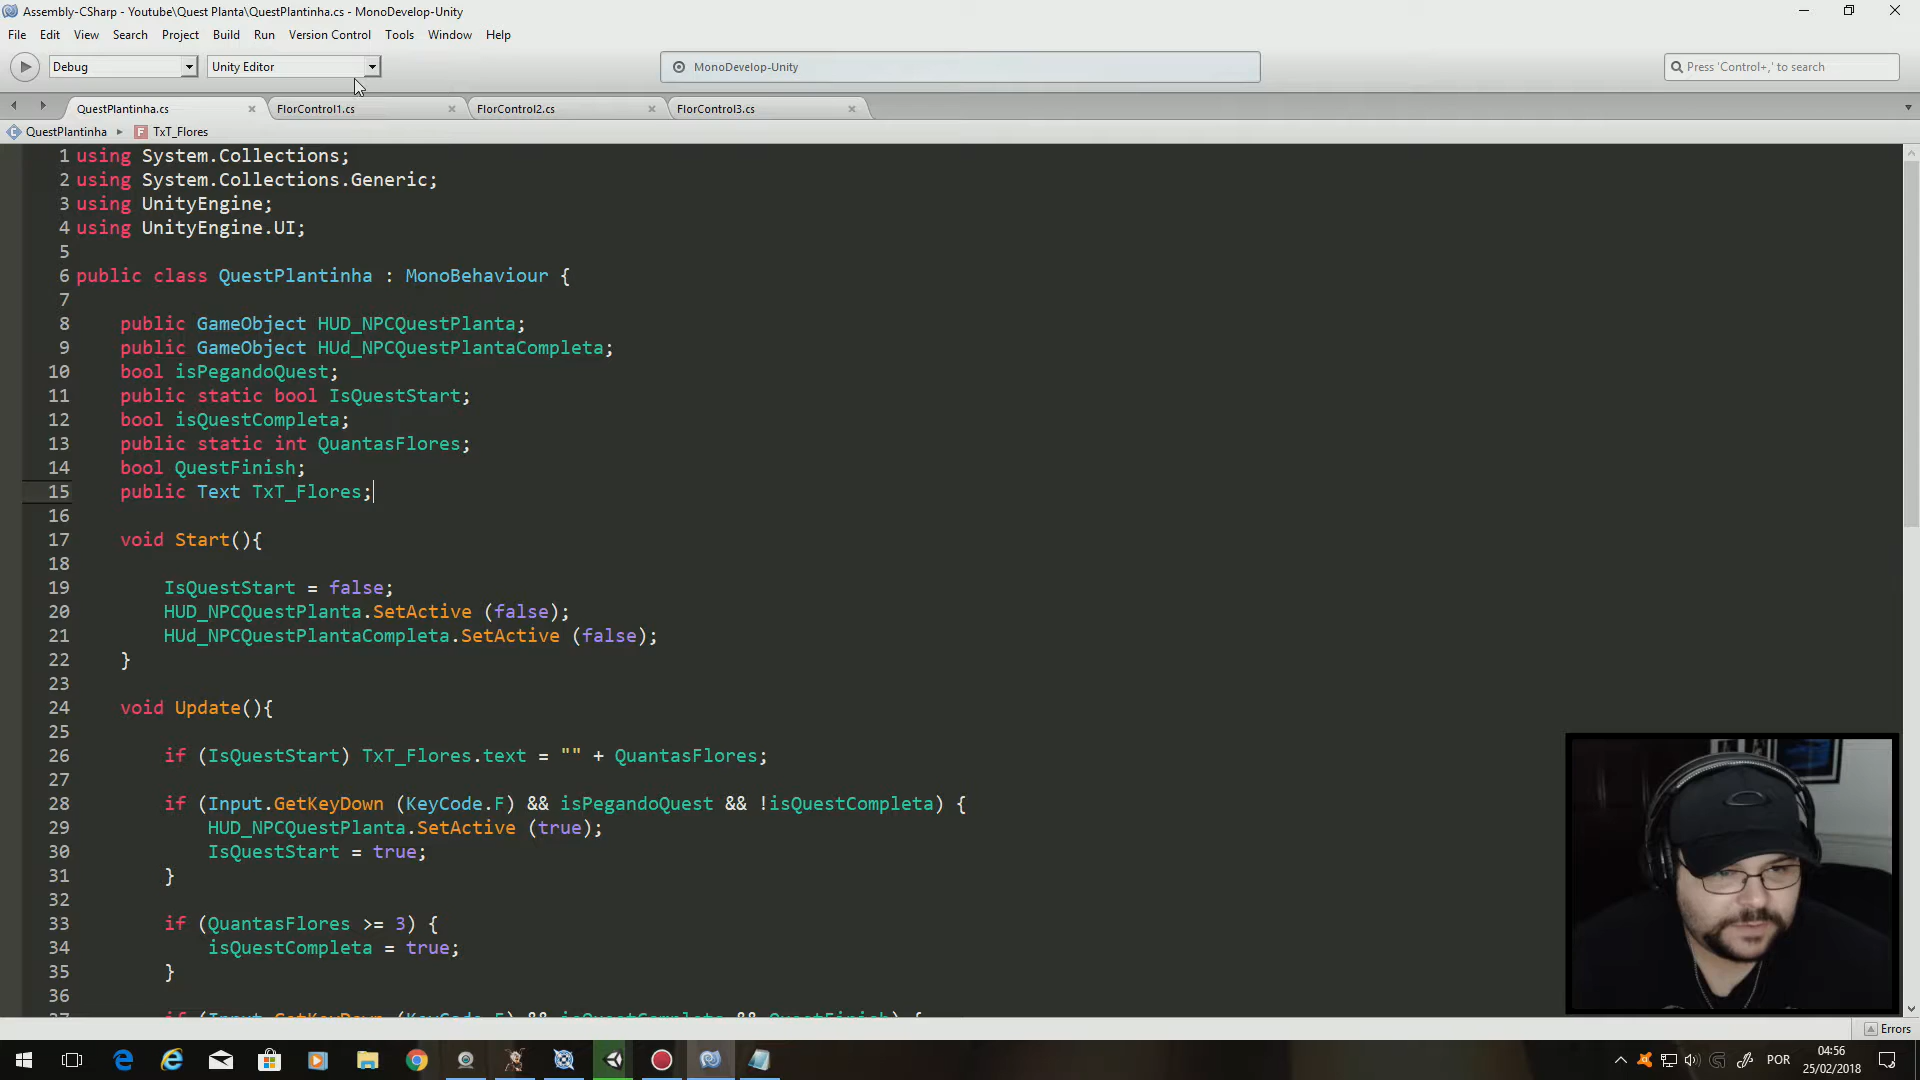 Assembly-CSharp - Youtube\Quest Planta\QuestPlantinha.cs - MonoDevelop-Unity
File Edit View Search Project Build Run Version Control Tools Window Help
Debug Unity Editor MonoDevelop-Unity Press 'Control+,' to search
QuestPlantinha.cs FlorControl1.cs FlorControl2.cs FlorControl3.cs
QuestPlantinha TxT_Flores
1 using System.Collections;
2 using System.Collections.Generic;
3 using UnityEngine;
4 using UnityEngine.UI;
5
6 public class QuestPlantinha : MonoBehaviour {
7
8 public GameObject HUD_NPCQuestPlanta;
9 public GameObject HUd_NPCQuestPlantaCompleta;
10 bool isPegandoQuest;
11 public static bool IsQuestStart;
12 bool isQuestCompleta;
13 public static int QuantasFlores;
14 bool QuestFinish;
15 public Text TxT_Flores;
16
17 void Start(){
18
19 IsQuestStart = false;
20 HUD_NPCQuestPlanta.SetActive (false);
21 HUd_NPCQuestPlantaCompleta.SetActive (false);
22 }
23
24 void Update(){
25
26 if (IsQuestStart) TxT_Flores.text = "" + QuantasFlores;
27
28 if (Input.GetKeyDown (KeyCode.F) && isPegandoQuest && !isQuestCompleta) {
29 HUD_NPCQuestPlanta.SetActive (true);
30 IsQuestStart = true;
31 }
32
33 if (QuantasFlores >= 3) {
34 isQuestCompleta = true;
35 }
36
Errors
POR
04:56
25/02/2018